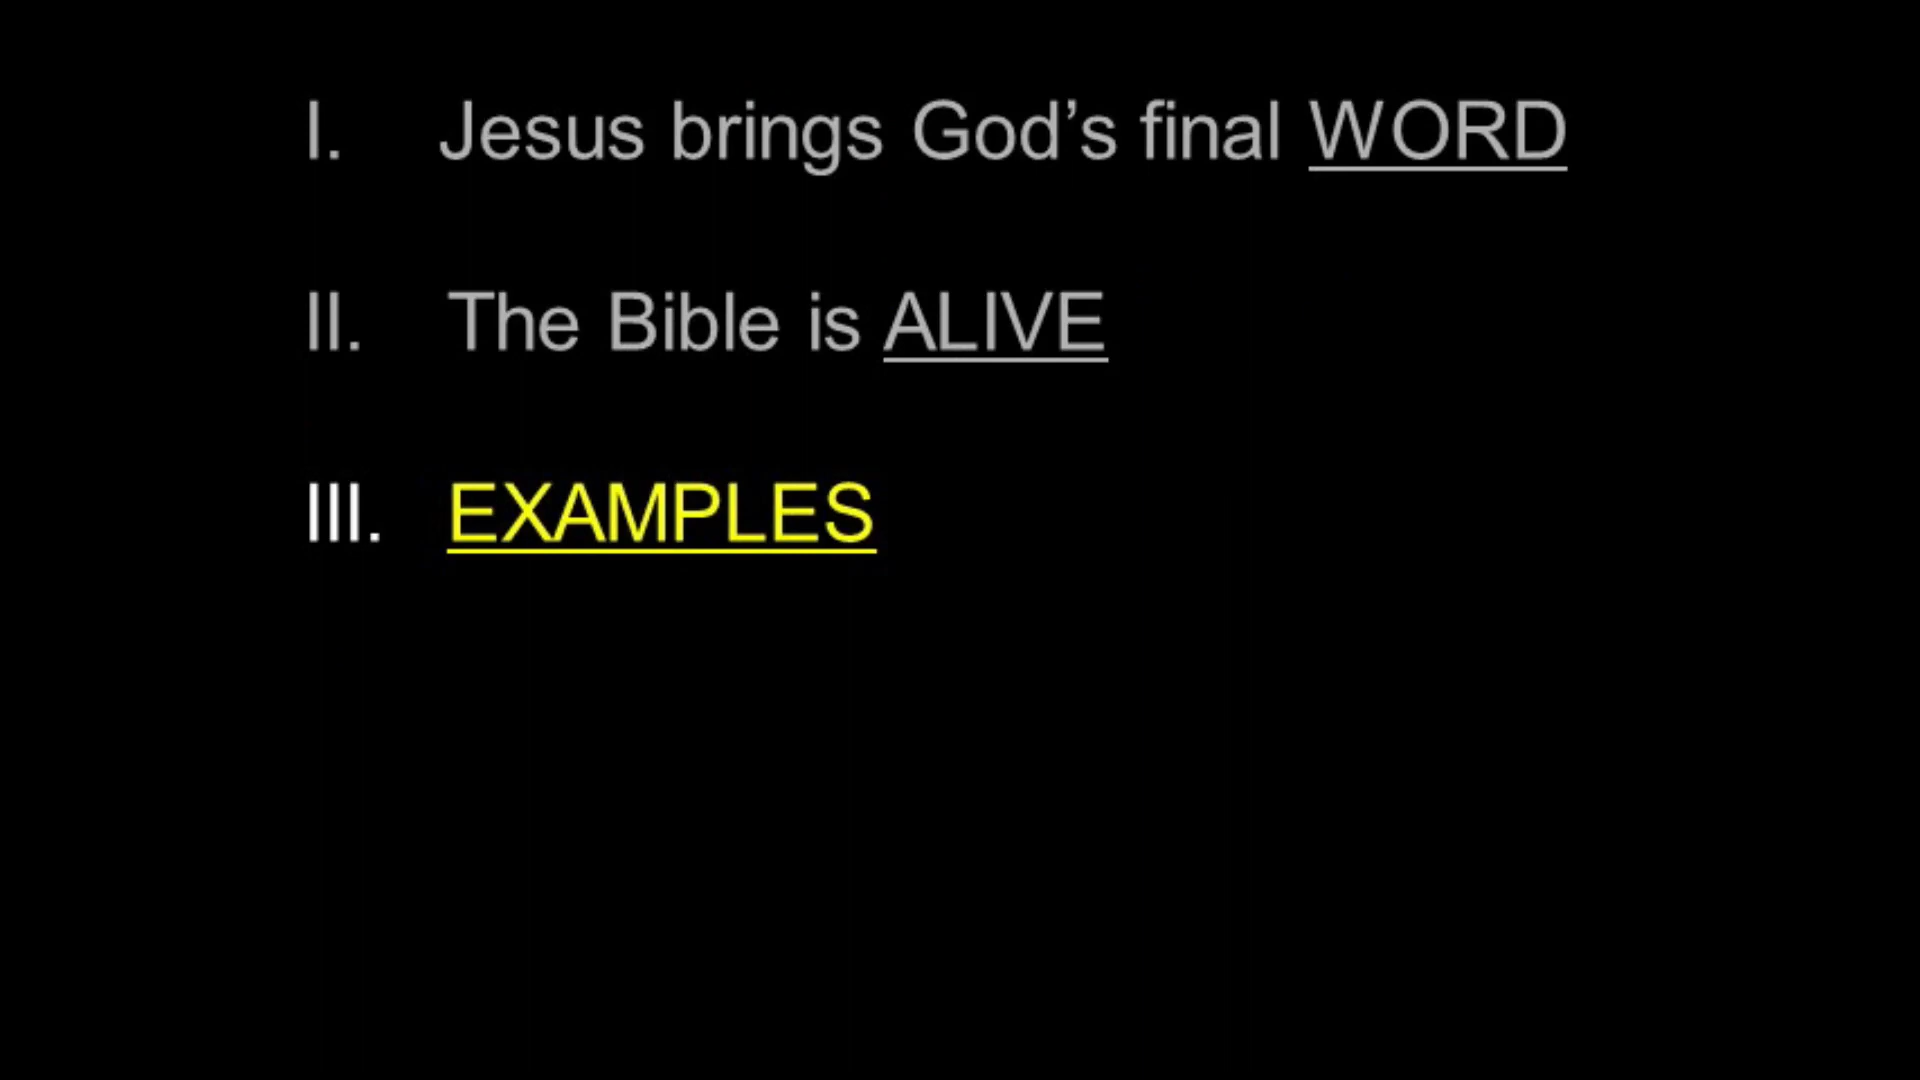 I. Jesus brings God’s final WORD
II. The Bible is ALIVE
III. EXAMPLES